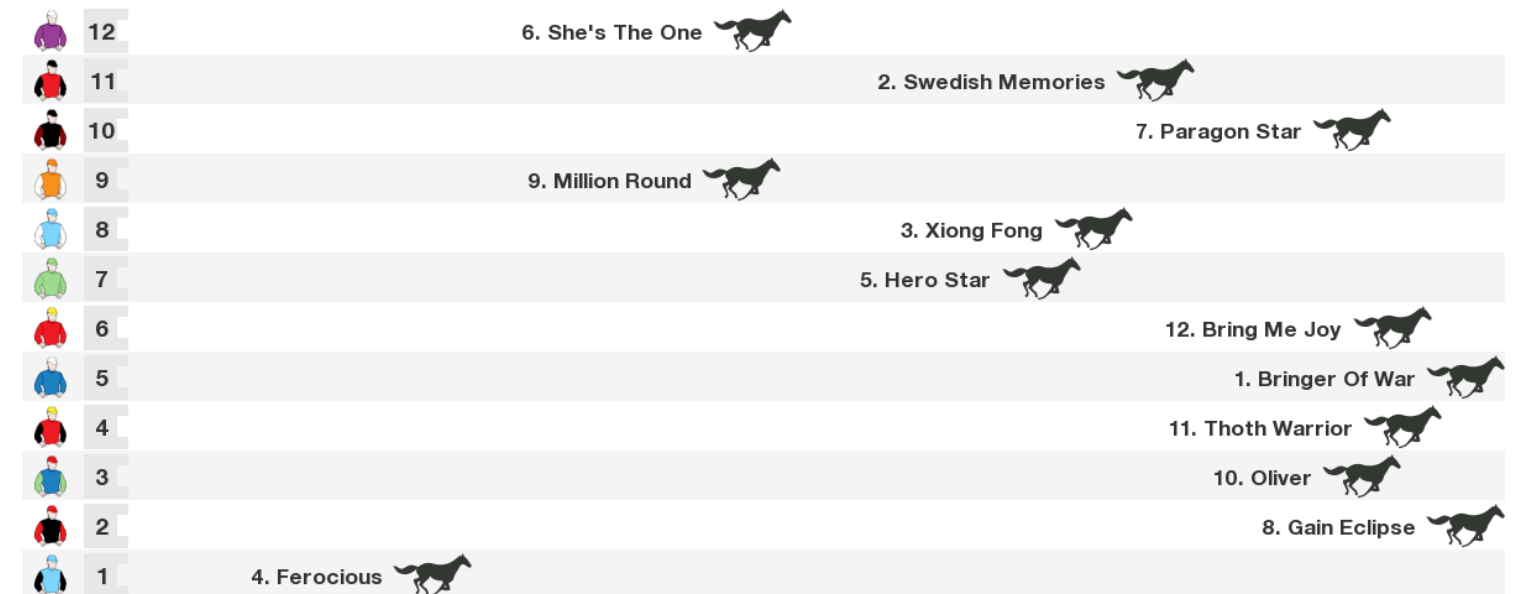 12 6. She's The One
11 2. Swedish Memories
10 7. Paragon Star
9 9. Million Round
8 3. Xiong Fong
7 5. Hero Star
6 12. Bring Me Joy
5 1. Bringer Of War
4 11. Thoth Warrior
3 10. Oliver
2 8. Gain Eclipse
1 4. Ferocious